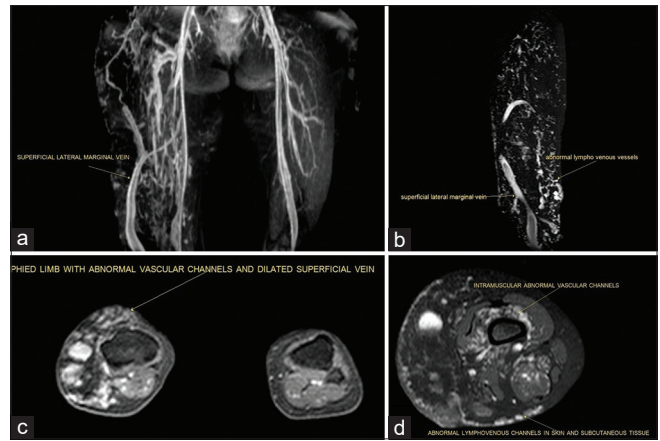 SUPERFICIAL LATERAL MARGINAL VEIN
a
abnormal lympho venous vessels
superficial lateral marginal vein
b
PHIED LIMB WITH ABNORMAL VASCULAR CHANNELS AND DILATED SUPERFICIAL VEIN
c
INTRAMUSCULAR ABNORMAL VASCULAR CHANNELS
ABNORMAL LYMPHOVENOUS CHANNELS IN SKIN AND SUBCUTANEOUS TISSUE
d